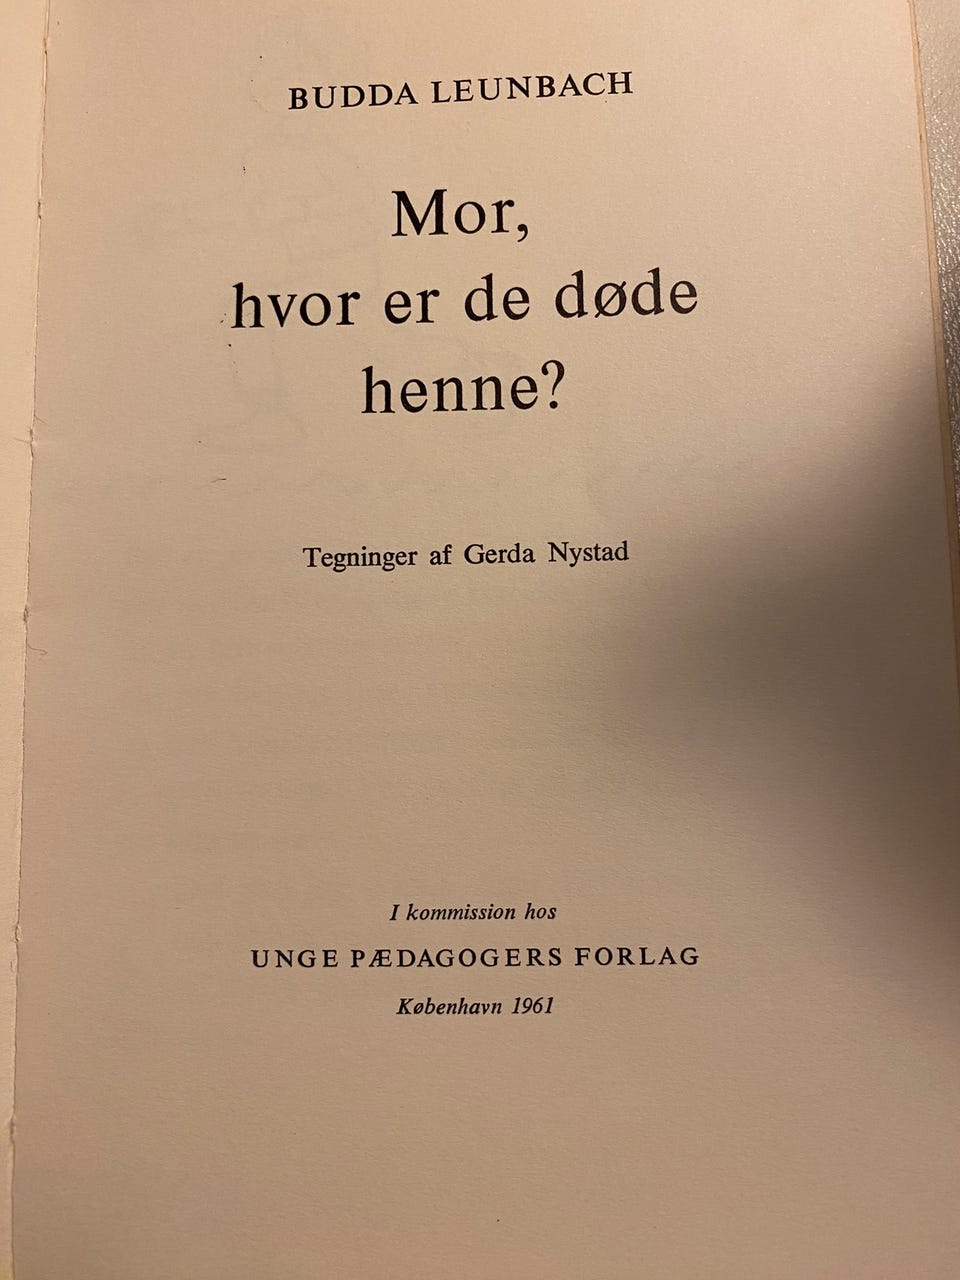 BUDDA LEUNBACH
Mor,
hvor er de døde
henne?
Tegninger af Gerda Nystad
I kommission hos
UNGE PÆDAGOGERS FORLAG
København 1961